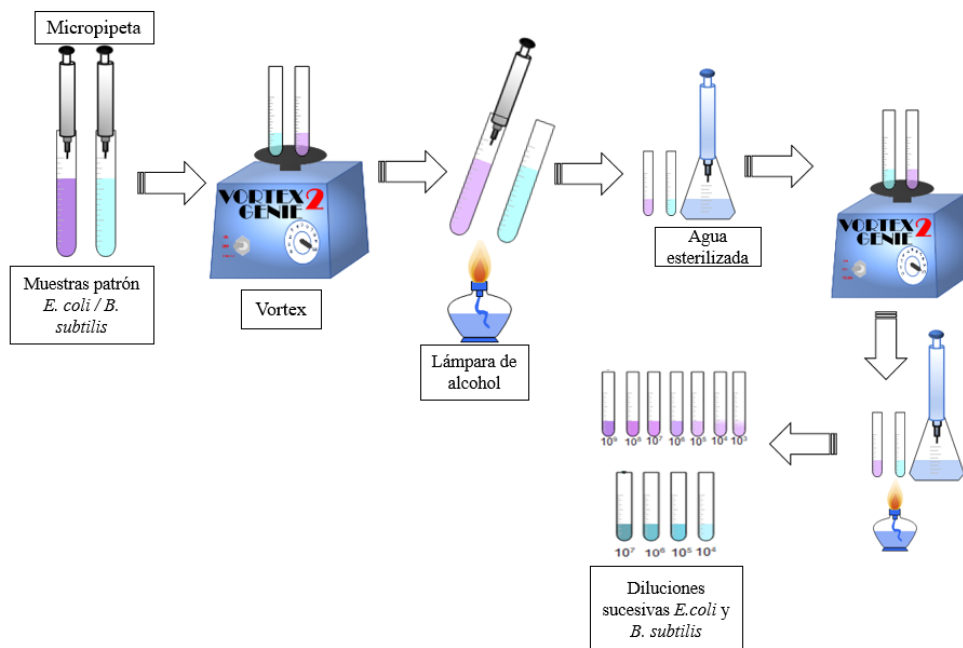 Micropipeta
Muestras patrón
E. coli / B.
subtilis
VORTEX 2
GENIE
Vortex
Lámpara de
alcohol
Agua
esterilizada
VORTEX 2
GENIE
10⁹ 10⁸ 10⁷ 10⁶ 10⁵ 10⁴ 10³
10⁷ 10⁶ 10⁵ 10⁴
Diluciones
sucesivas E.coli y
B. subtilis